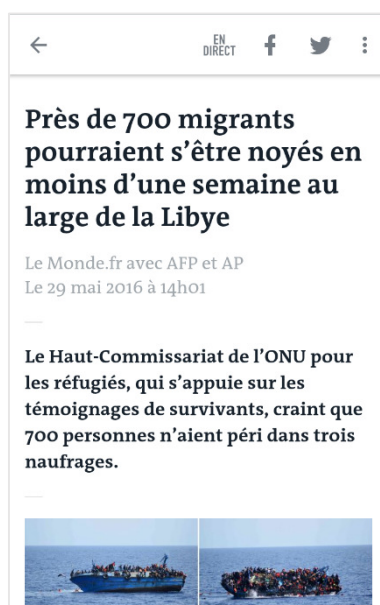 EN
DIRECT
Près de 700 migrants
pourraient s’être noyés en
moins d’une semaine au
large de la Libye
Le Monde.fr avec AFP et AP
Le 29 mai 2016 à 14h01
Le Haut-Commissariat de l’ONU pour
les réfugiés, qui s’appuie sur les
témoignages de survivants, craint que
700 personnes n’aient péri dans trois
naufrages.